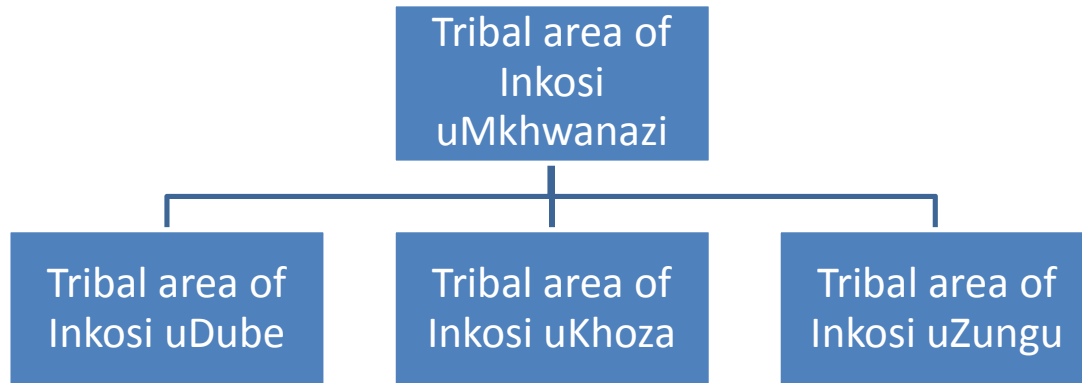 Tribal area of
Inkosi
uMkhwanazi
Tribal area of
Inkosi uDube
Tribal area of
Inkosi uKhoza
Tribal area of
Inkosi uZungu